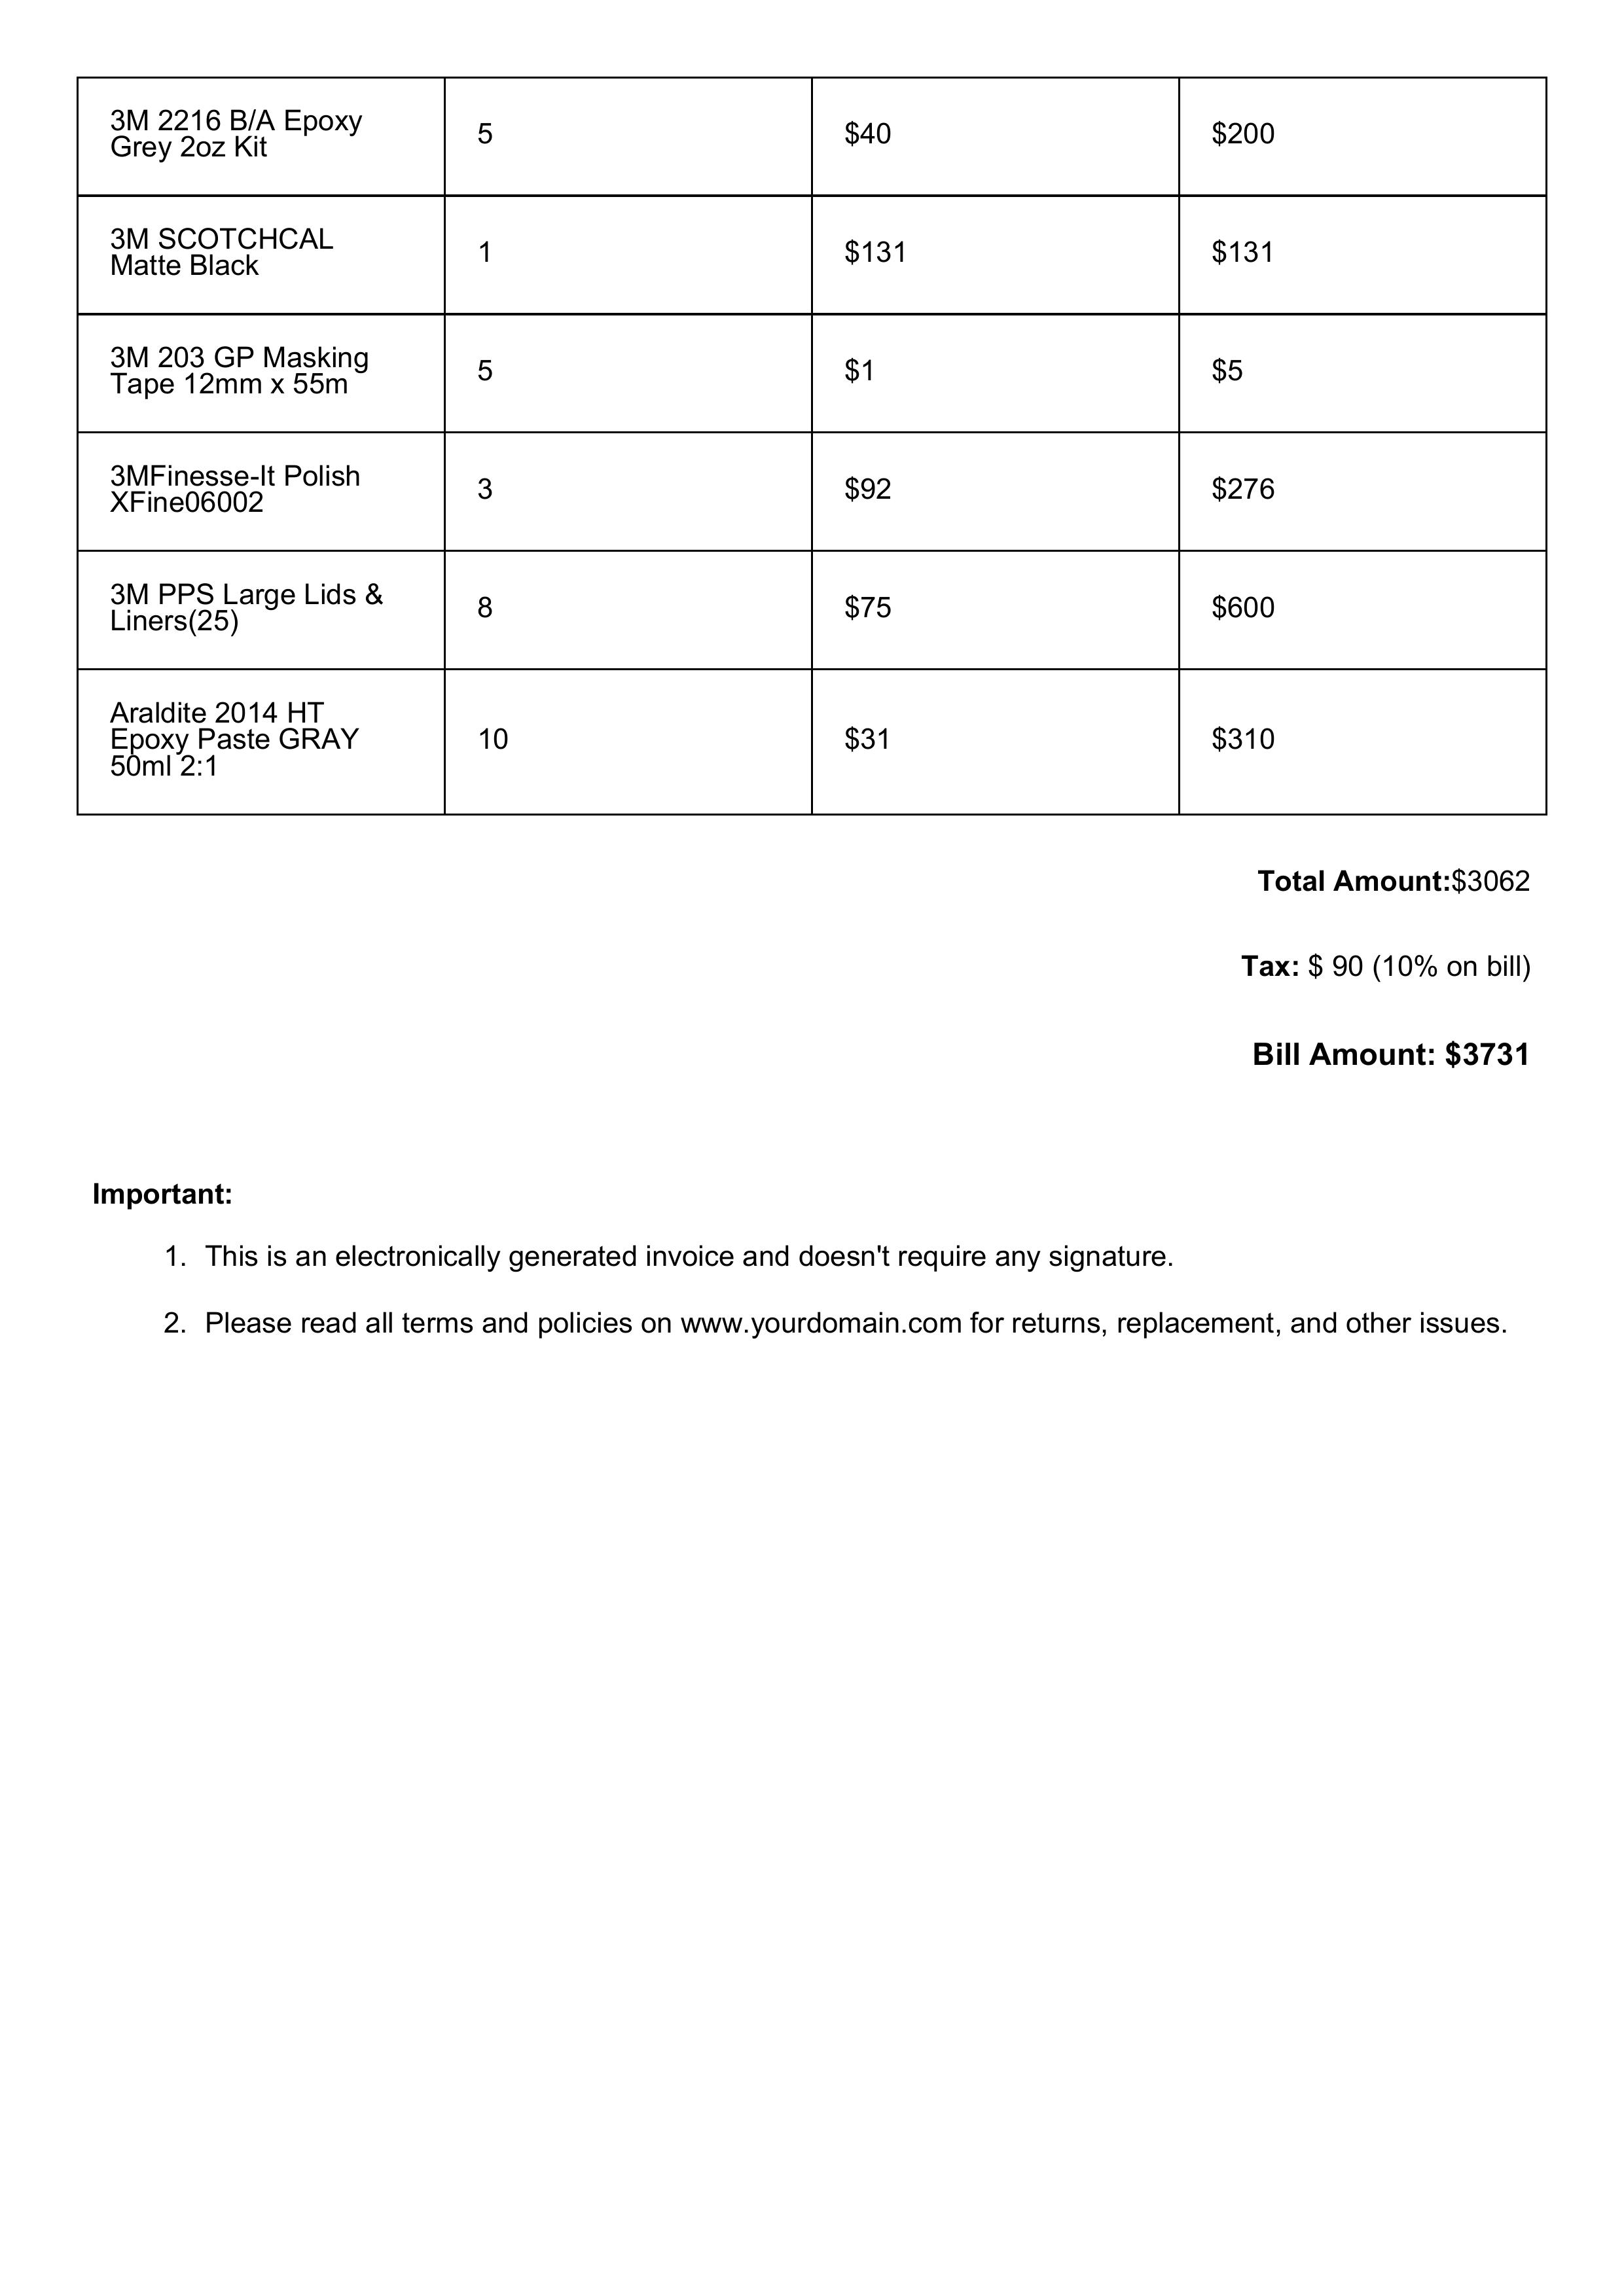 3M 2216 B/A Epoxy
Grey 2oz Kit
5
$40
$200
3M SCOTCHCAL
Matte Black
1
$131
$131
3M 203 GP Masking
Tape 12mm x 55m
5
$1
$5
3MFinesse-It Polish
XFine06002
3
$92
$276
3M PPS Large Lids &
Liners(25)
8
$75
$600
Araldite 2014 HT
Epoxy Paste GRAY
50ml 2:1
10
$31
$310
Total Amount:$3062
Tax: $ 90 (10% on bill)
Bill Amount: $3731
Important:
1. This is an electronically generated invoice and doesn't require any signature.
2. Please read all terms and policies on www.yourdomain.com for returns, replacement, and other issues.